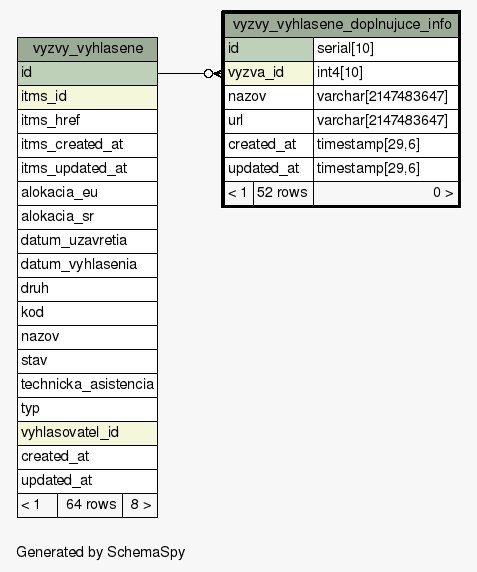 vyzvy_vyhlasene
id
itms_id
itms_href
itms_created_at
itms_updated_at
alokacia_eu
alokacia_sr
datum_uzavretia
datum_vyhlasenia
druh
kod
nazov
stav
technicka_asistencia
typ
vyhlasovatel_id
created_at
updated_at
< 1 64 rows 8 >
vyzvy_vyhlasene_doplnujuce_info
id serial[10]
vyzva_id int4[10]
nazov varchar[2147483647]
url varchar[2147483647]
created_at timestamp[29,6]
updated_at timestamp[29,6]
< 1 52 rows 0 >
Generated by SchemaSpy